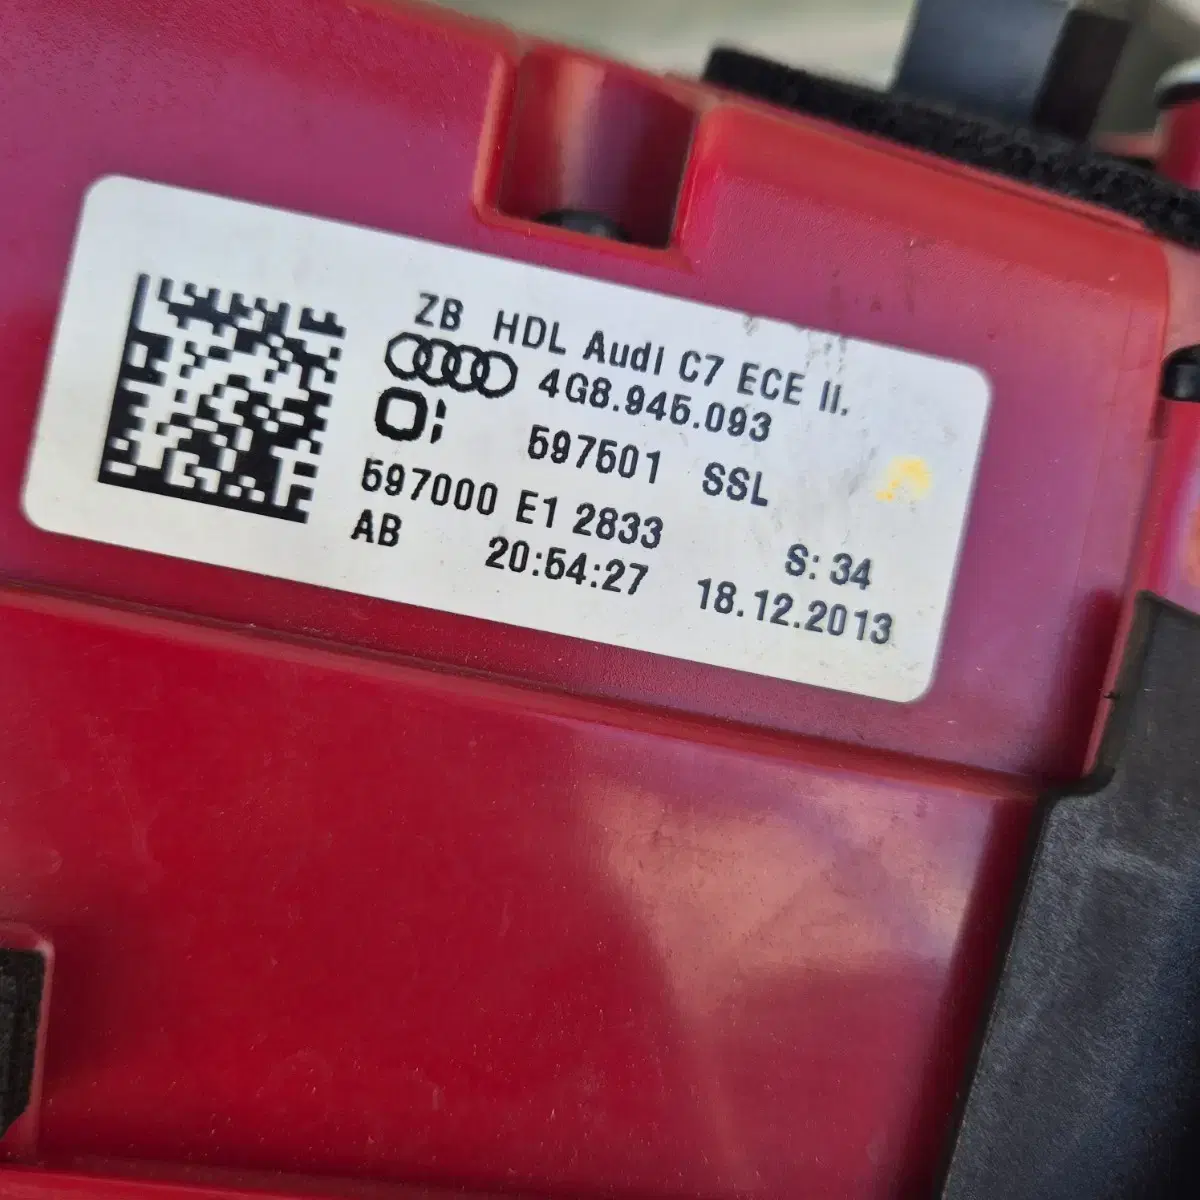 ZB HDL Audi C7 ECE II.
4G8.945.093
O; 597501 SSL
597000 E1 2833 S: 34
AB 20:54:27 18.12.2013